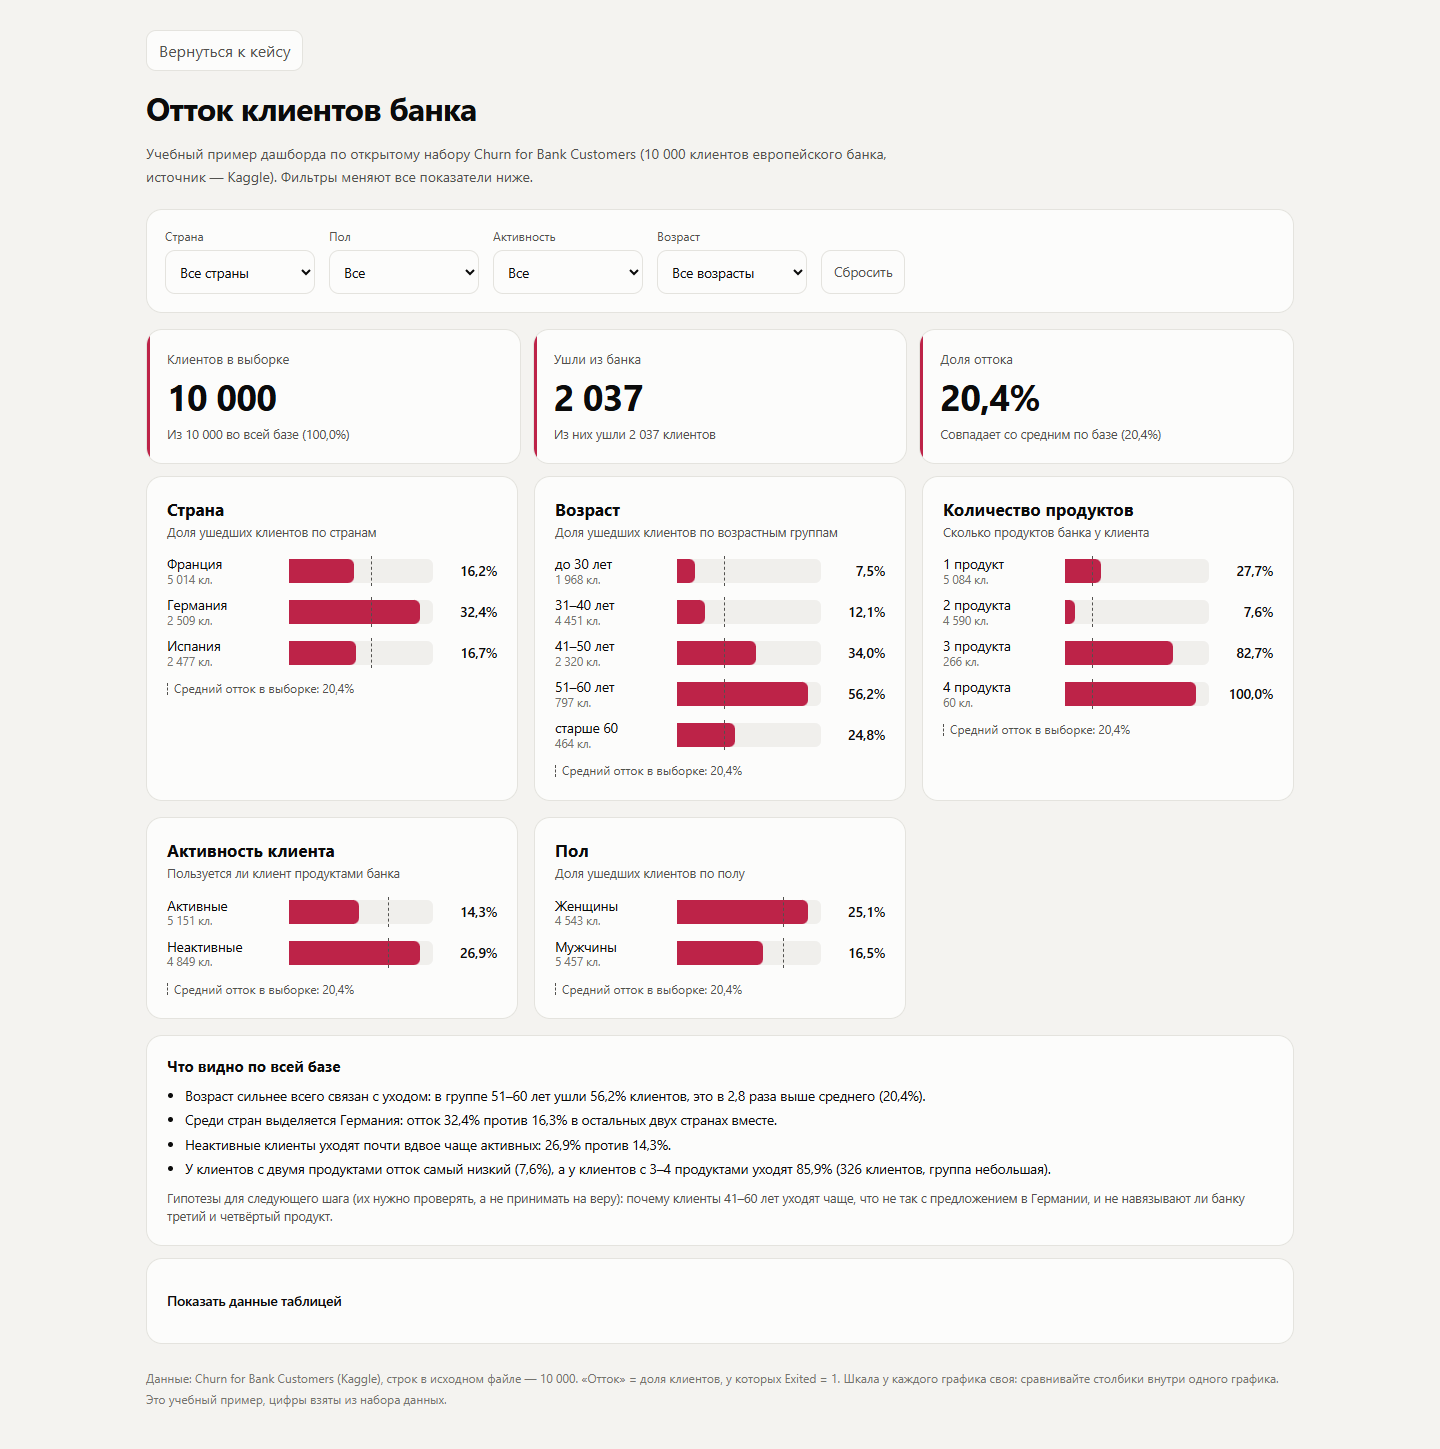 Вернуться к кейсу
Отток клиентов банка
Учебный пример дашборда по открытому набору Churn for Bank Customers (10 000 клиентов европейского банка,
источник — Kaggle). Фильтры меняют все показатели ниже.
Страна
Пол
Активность
Возраст
Все страны
Все
Все
Все возрасты
Сбросить
Клиентов в выборке
10 000
Из 10 000 во всей базе (100,0%)
Ушли из банка
2 037
Из них ушли 2 037 клиентов
Доля оттока
20,4%
Совпадает со средним по базе (20,4%)
Страна
Доля ушедших клиентов по странам
Франция
5 014 кл.
16,2%
Германия
2 509 кл.
32,4%
Испания
2 477 кл.
16,7%
Средний отток в выборке: 20,4%
Возраст
Доля ушедших клиентов по возрастным группам
до 30 лет
1 968 кл.
7,5%
31–40 лет
4 451 кл.
12,1%
41–50 лет
2 320 кл.
34,0%
51–60 лет
797 кл.
56,2%
старше 60
464 кл.
24,8%
Средний отток в выборке: 20,4%
Количество продуктов
Сколько продуктов банка у клиента
1 продукт
5 084 кл.
27,7%
2 продукта
4 590 кл.
7,6%
3 продукта
266 кл.
82,7%
4 продукта
60 кл.
100,0%
Средний отток в выборке: 20,4%
Активность клиента
Пользуется ли клиент продуктами банка
Активные
5 151 кл.
14,3%
Неактивные
4 849 кл.
26,9%
Средний отток в выборке: 20,4%
Пол
Доля ушедших клиентов по полу
Женщины
4 543 кл.
25,1%
Мужчины
5 457 кл.
16,5%
Средний отток в выборке: 20,4%
Что видно по всей базе
• Возраст сильнее всего связан с уходом: в группе 51–60 лет ушли 56,2% клиентов, это в 2,8 раза выше среднего (20,4%).
• Среди стран выделяется Германия: отток 32,4% против 16,3% в остальных двух странах вместе.
• Неактивные клиенты уходят почти вдвое чаще активных: 26,9% против 14,3%.
• У клиентов с двумя продуктами отток самый низкий (7,6%), а у клиентов с 3–4 продуктами уходят 85,9% (326 клиентов, группа небольшая).
Гипотезы для следующего шага (их нужно проверять, а не принимать на веру): почему клиенты 41–60 лет уходят чаще, что не так с предложением в Германии, и не навязывают ли банку
третий и четвёртый продукт.
Показать данные таблицей
Данные: Churn for Bank Customers (Kaggle), строк в исходном файле — 10 000. «Отток» = доля клиентов, у которых Exited = 1. Шкала у каждого графика своя: сравнивайте столбики внутри одного графика.
Это учебный пример, цифры взяты из набора данных.